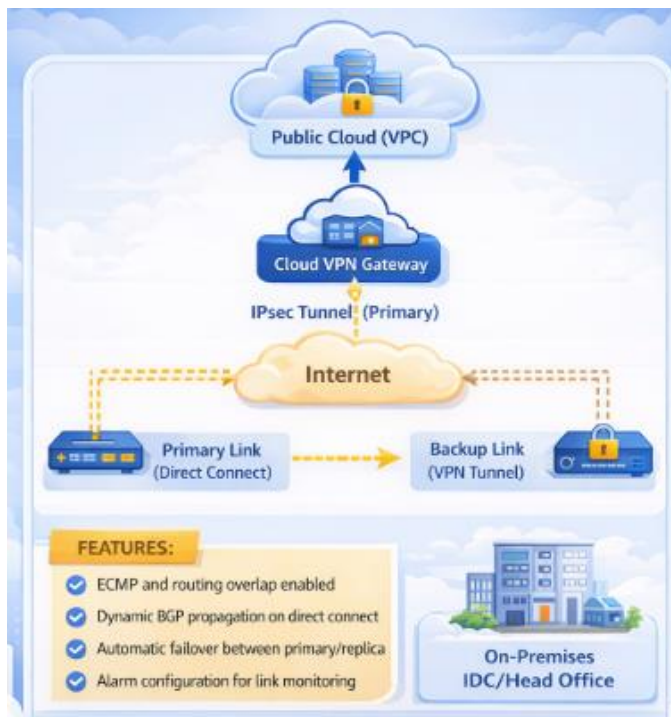 Public Cloud (VPC)
Cloud VPN Gateway
IPsec Tunnel (Primary)
Internet
Primary Link
(Direct Connect)
Backup Link
(VPN Tunnel)
FEATURES:
ECMP and routing overlap enabled
Dynamic BGP propagation on direct connect
Automatic failover between primary/replica
Alarm configuration for link monitoring
On-Premises
IDC/Head Office